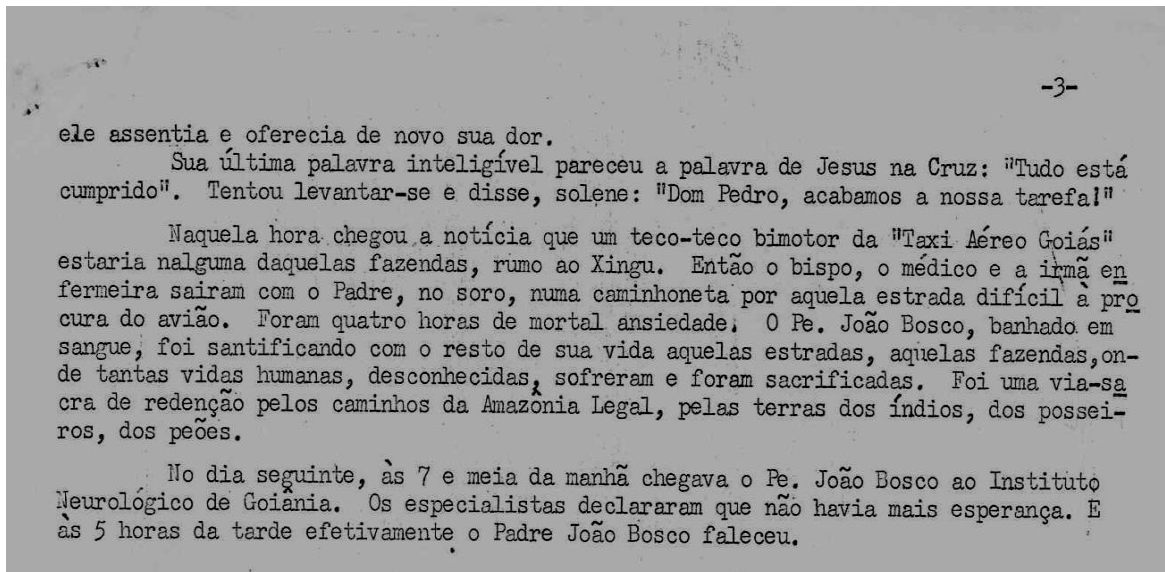 -3-
ele assentia e oferecia de novo sua dor.
Sua última palavra inteligível pareceu a palavra de Jesus na Cruz: "Tudo está
cumprido". Tentou levantar-se e disse, solene: "Dom Pedro, acabamos a nossa tarefa!"
Naquela hora chegou a notícia que um teco-teco bimotor da "Taxi Aéreo Goiás"
estaria nalguma daquelas fazendas, rumo ao Xingu. Então o bispo, o médico e a irmã en
fermeira sairam com o Padre, no soro, numa caminhoneta por aquela estrada difícil à pro
cura do avião. Foram quatro horas de mortal ansiedade. O Pe. João Bosco, banhado em
sangue, foi santificando com o resto de sua vida aquelas estradas, aquelas fazendas,on-
de tantas vidas humanas, desconhecidas, sofreram e foram sacrificadas. Foi uma via-sa
cra de redenção pelos caminhos da Amazônia Legal, pelas terras dos índios, dos possei-
ros, dos peões.
No dia seguinte, às 7 e meia da manhã chegava o Pe. João Bosco ao Instituto
Neurológico de Goiânia. Os especialistas declararam que não havia mais esperança. E
às 5 horas da tarde efetivamente o Padre João Bosco faleceu.